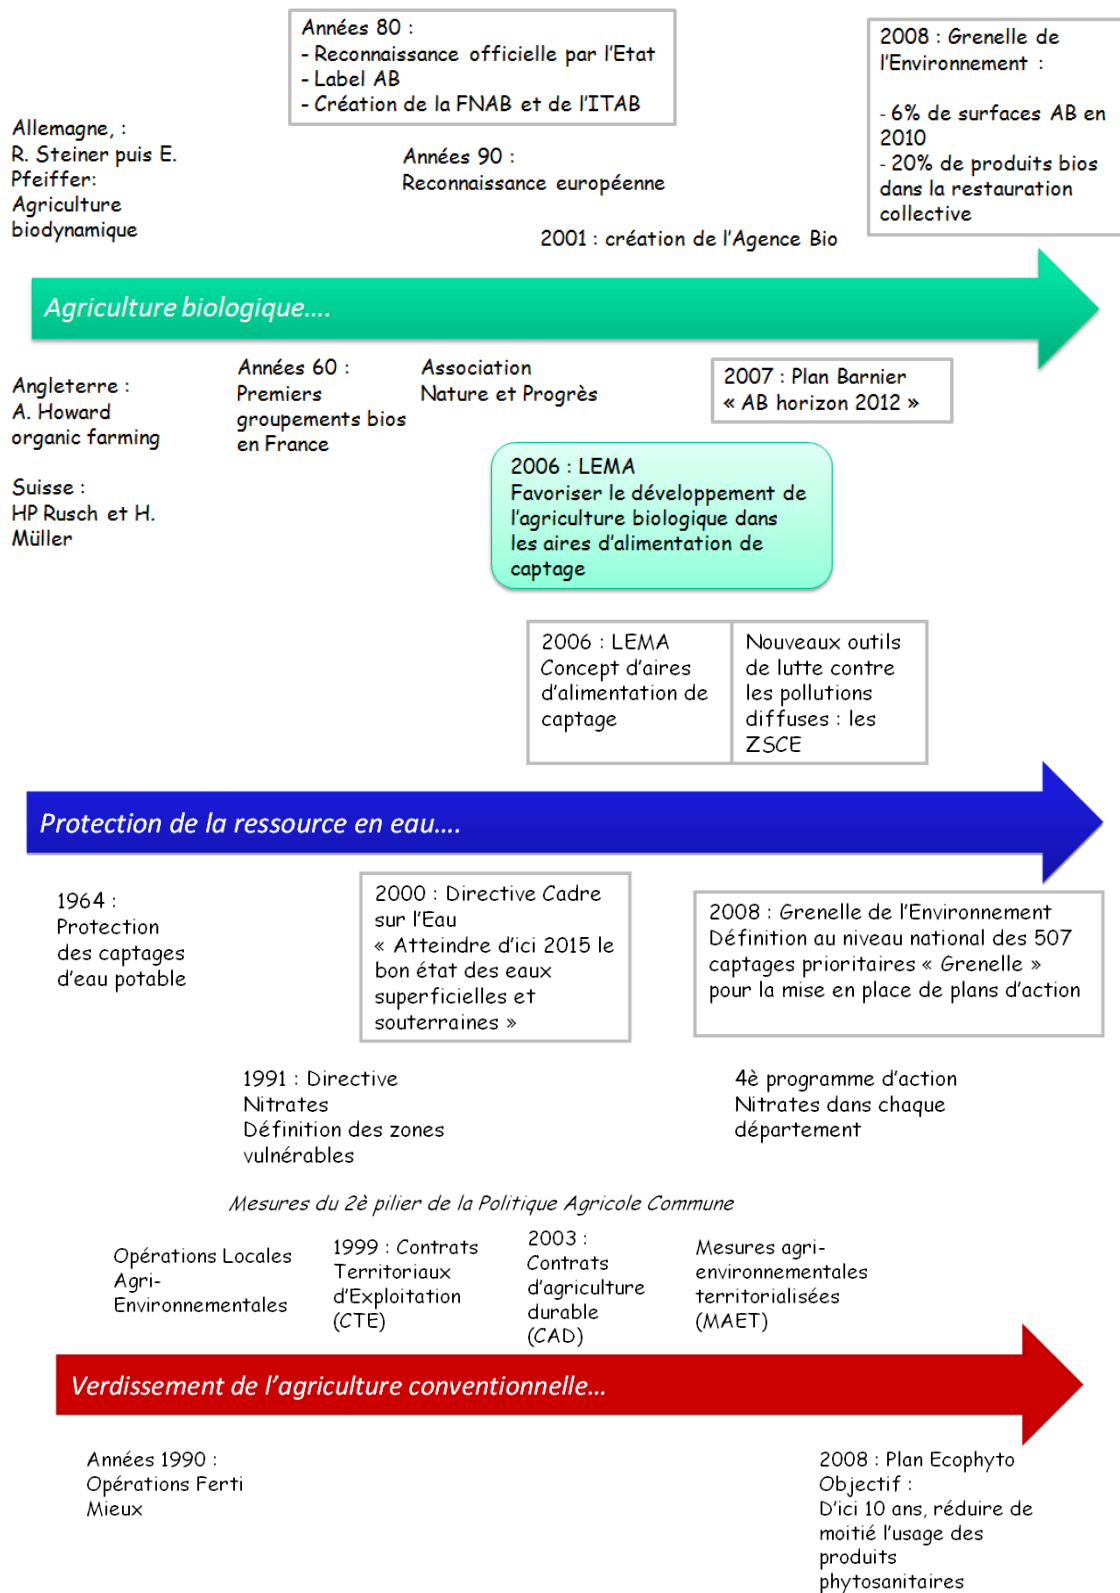 Années 80 :
- Reconnaissance officielle par l'Etat
- Label AB
- Création de la FNAB et de l'ITAB
2008 : Grenelle de
l'Environnement :
- 6% de surfaces AB en
2010
- 20% de produits bios
dans la restauration
collective
Allemagne, :
R. Steiner puis E.
Pfeiffer:
Agriculture
biodynamique
Années 90 :
Reconnaissance européenne
2001 : création de l'Agence Bio
Agriculture biologique....
Angleterre :
A. Howard
organic farming
Suisse :
HP Rusch et H.
Müller
Années 60 :
Premiers
groupements bios
en France
Association
Nature et Progrès
2007 : Plan Barnier
« AB horizon 2012 »
2006 : LEMA
Favoriser le développement de
l'agriculture biologique dans
les aires d'alimentation de
captage
2006 : LEMA
Concept d'aires
d'alimentation de
captage
Nouveaux outils
de lutte contre
les pollutions
diffuses : les
ZSCE
Protection de la ressource en eau....
1964 :
Protection
des captages
d'eau potable
2000 : Directive Cadre
sur l'Eau
« Atteindre d'ici 2015 le
bon état des eaux
superficielles et
souterraines »
2008 : Grenelle de l'Environnement
Définition au niveau national des 507
captages prioritaires « Grenelle »
pour la mise en place de plans d'action
1991 : Directive
Nitrates
Définition des zones
vulnérables
4è programme d'action
Nitrates dans chaque
département
Mesures du 2è pilier de la Politique Agricole Commune
Opérations Locales
Agri-
Environnementales
1999 : Contrats
Territoriaux
d'Exploitation
(CTE)
2003 :
Contrats
d'agriculture
durable
(CAD)
Mesures agri-
environnementales
territorialisées
(MAET)
Verdissement de l'agriculture conventionnelle...
Années 1990 :
Opérations Ferti
Mieux
2008 : Plan Ecophyto
Objectif :
D'ici 10 ans, réduire de
moitié l'usage des
produits
phytosanitaires